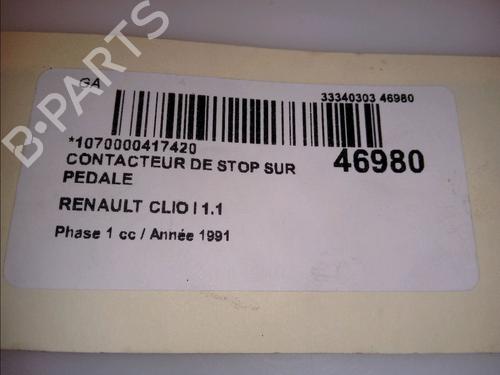 B-PARTS
GA
33340303 46980
*1070000417420
CONTACTEUR DE STOP SUR
PEDALE
46980
RENAULT CLIO I 1.1
Phase 1 cc / Année 1991